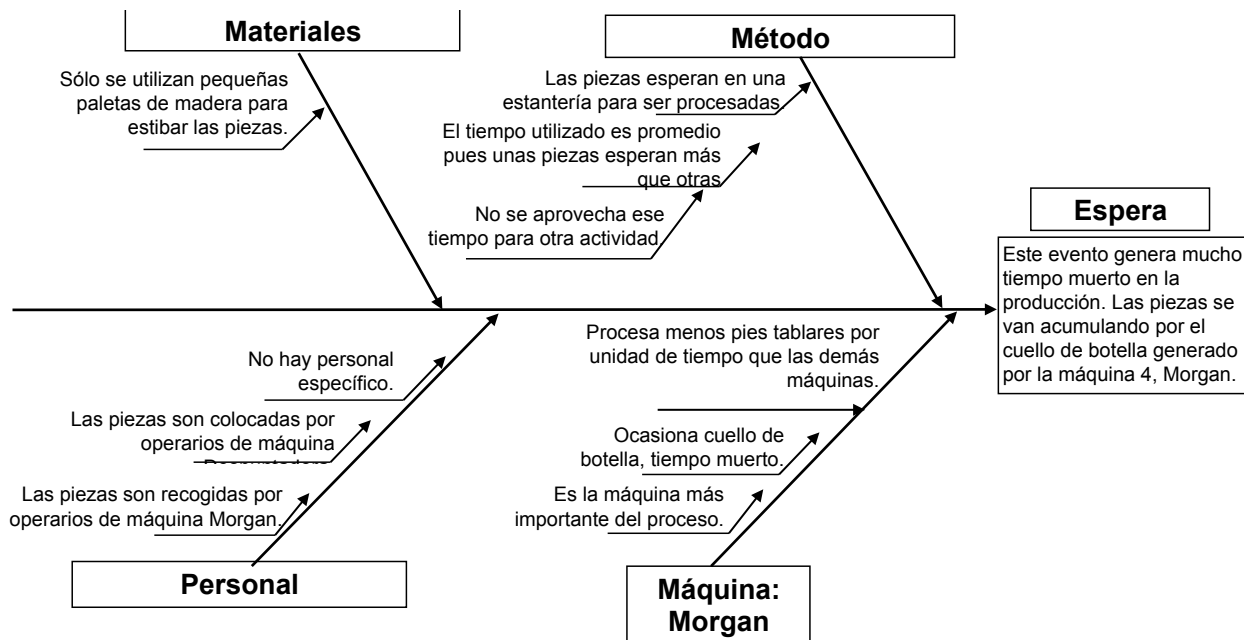 Materiales
Sólo se utilizan pequeñas
paletas de madera para
estibar las piezas.
Método
Las piezas esperan en una
estantería para ser procesadas
El tiempo utilizado es promedio
pues unas piezas esperan más
que otras
No se aprovecha ese
tiempo para otra actividad.
Espera
Este evento genera mucho
tiempo muerto en la
producción. Las piezas se
van acumulando por el
cuello de botella generado
por la máquina 4, Morgan.
No hay personal
específico.
Las piezas son colocadas por
operarios de máquina
Las piezas son recogidas por
operarios de máquina Morgan.
Personal
Procesa menos pies tablares por
unidad de tiempo que las demás
máquinas.
Ocasiona cuello de
botella, tiempo muerto.
Es la máquina más
importante del proceso.
Máquina:
Morgan